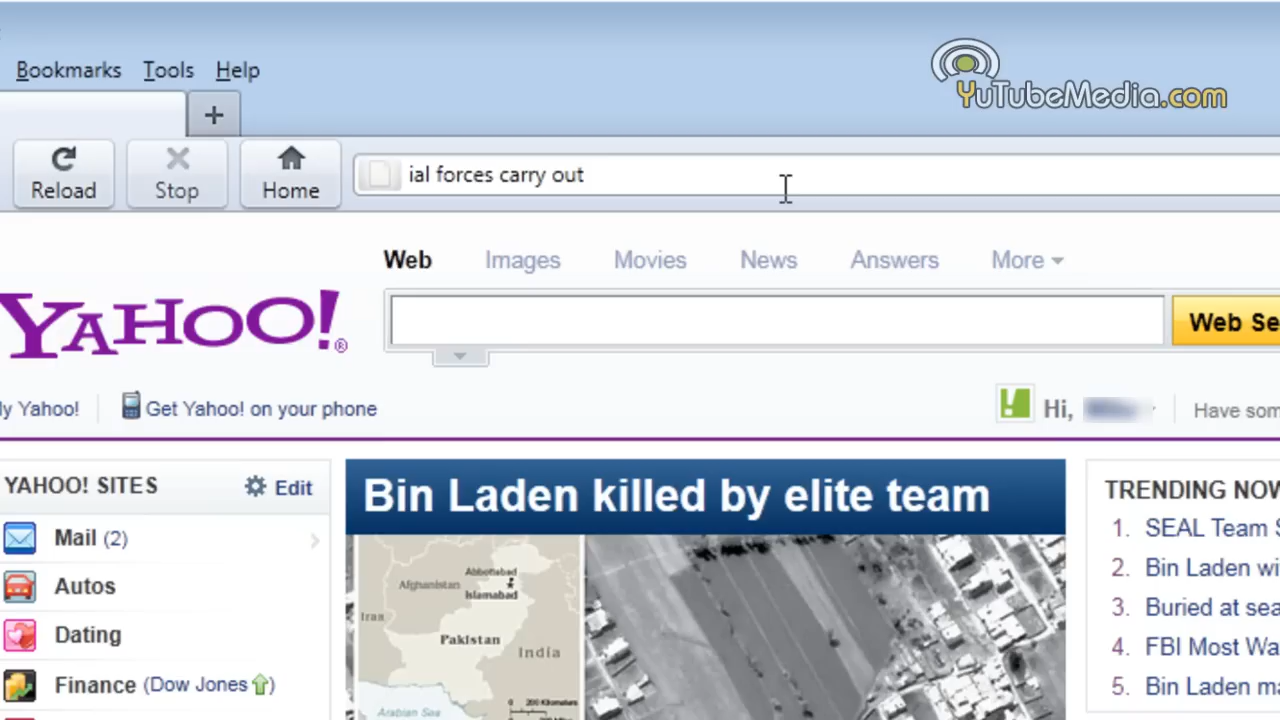 Bookmarks Tools Help
YuTubeMedia.com
+
Reload Stop Home ial forces carry out
Web Images Movies News Answers More
YAHOO!® Web Se
ly Yahoo! Get Yahoo! on your phone Hi, Have som
YAHOO! SITES Edit
Bin Laden killed by elite team
TRENDING NOW
Mail (2)
Autos
Dating
Finance (Dow Jones)
1. SEAL Team S
2. Bin Laden wi
3. Buried at sea
4. FBI Most Wa
5. Bin Laden ma
Abbottabad
Afghanistan
Islamabad
Iran
Pakistan
India
Arabian Sea
0 200 Kilometers